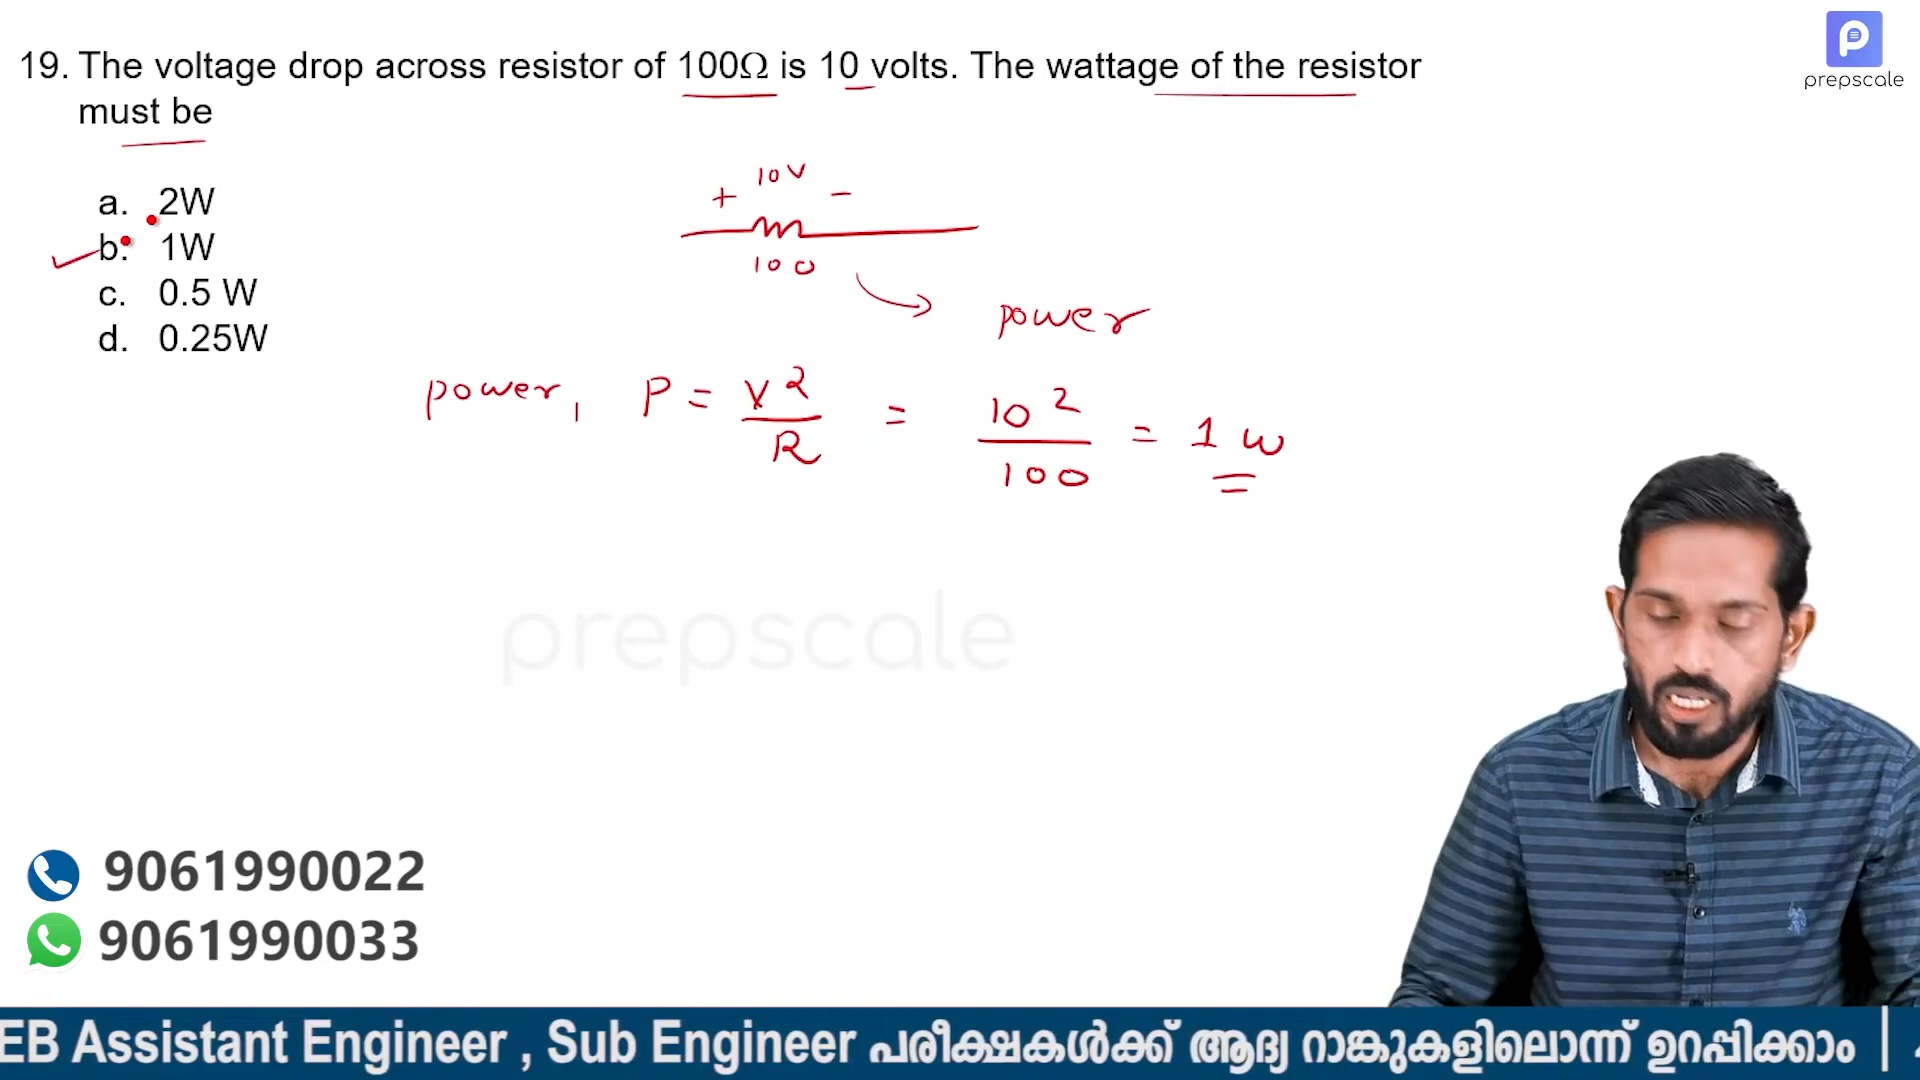 19. The voltage drop across resistor of 100Ω is 10 volts. The wattage of the resistor
must be
prepscale
a. 2W
b. 1W
c. 0.5 W
d. 0.25W
10V
+ −
100
power
power, P = V²/R = 10²/100 = 1 W
prepscale
9061990022
9061990033
EB Assistant Engineer , Sub Engineer പരീക്ഷകൾക്ക് ആദ്യ റാങ്കുകളിലൊന്ന് ഉറപ്പിക്കാം |